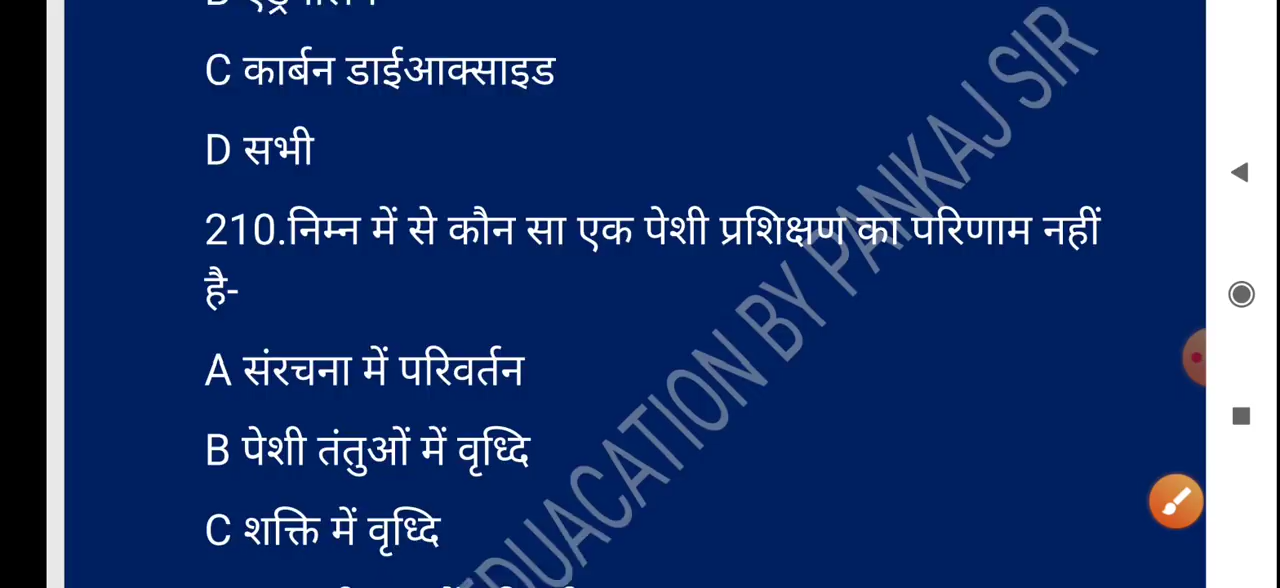 C कार्बन डाईआक्साइड
D सभी
210.निम्न में से कौन सा एक पेशी प्रशिक्षण का परिणाम नहीं
है-
A संरचना में परिवर्तन
B पेशी तंतुओं में वृध्दि
C शक्ति में वृध्दि
EDUACATION BY PANKAJ SIR